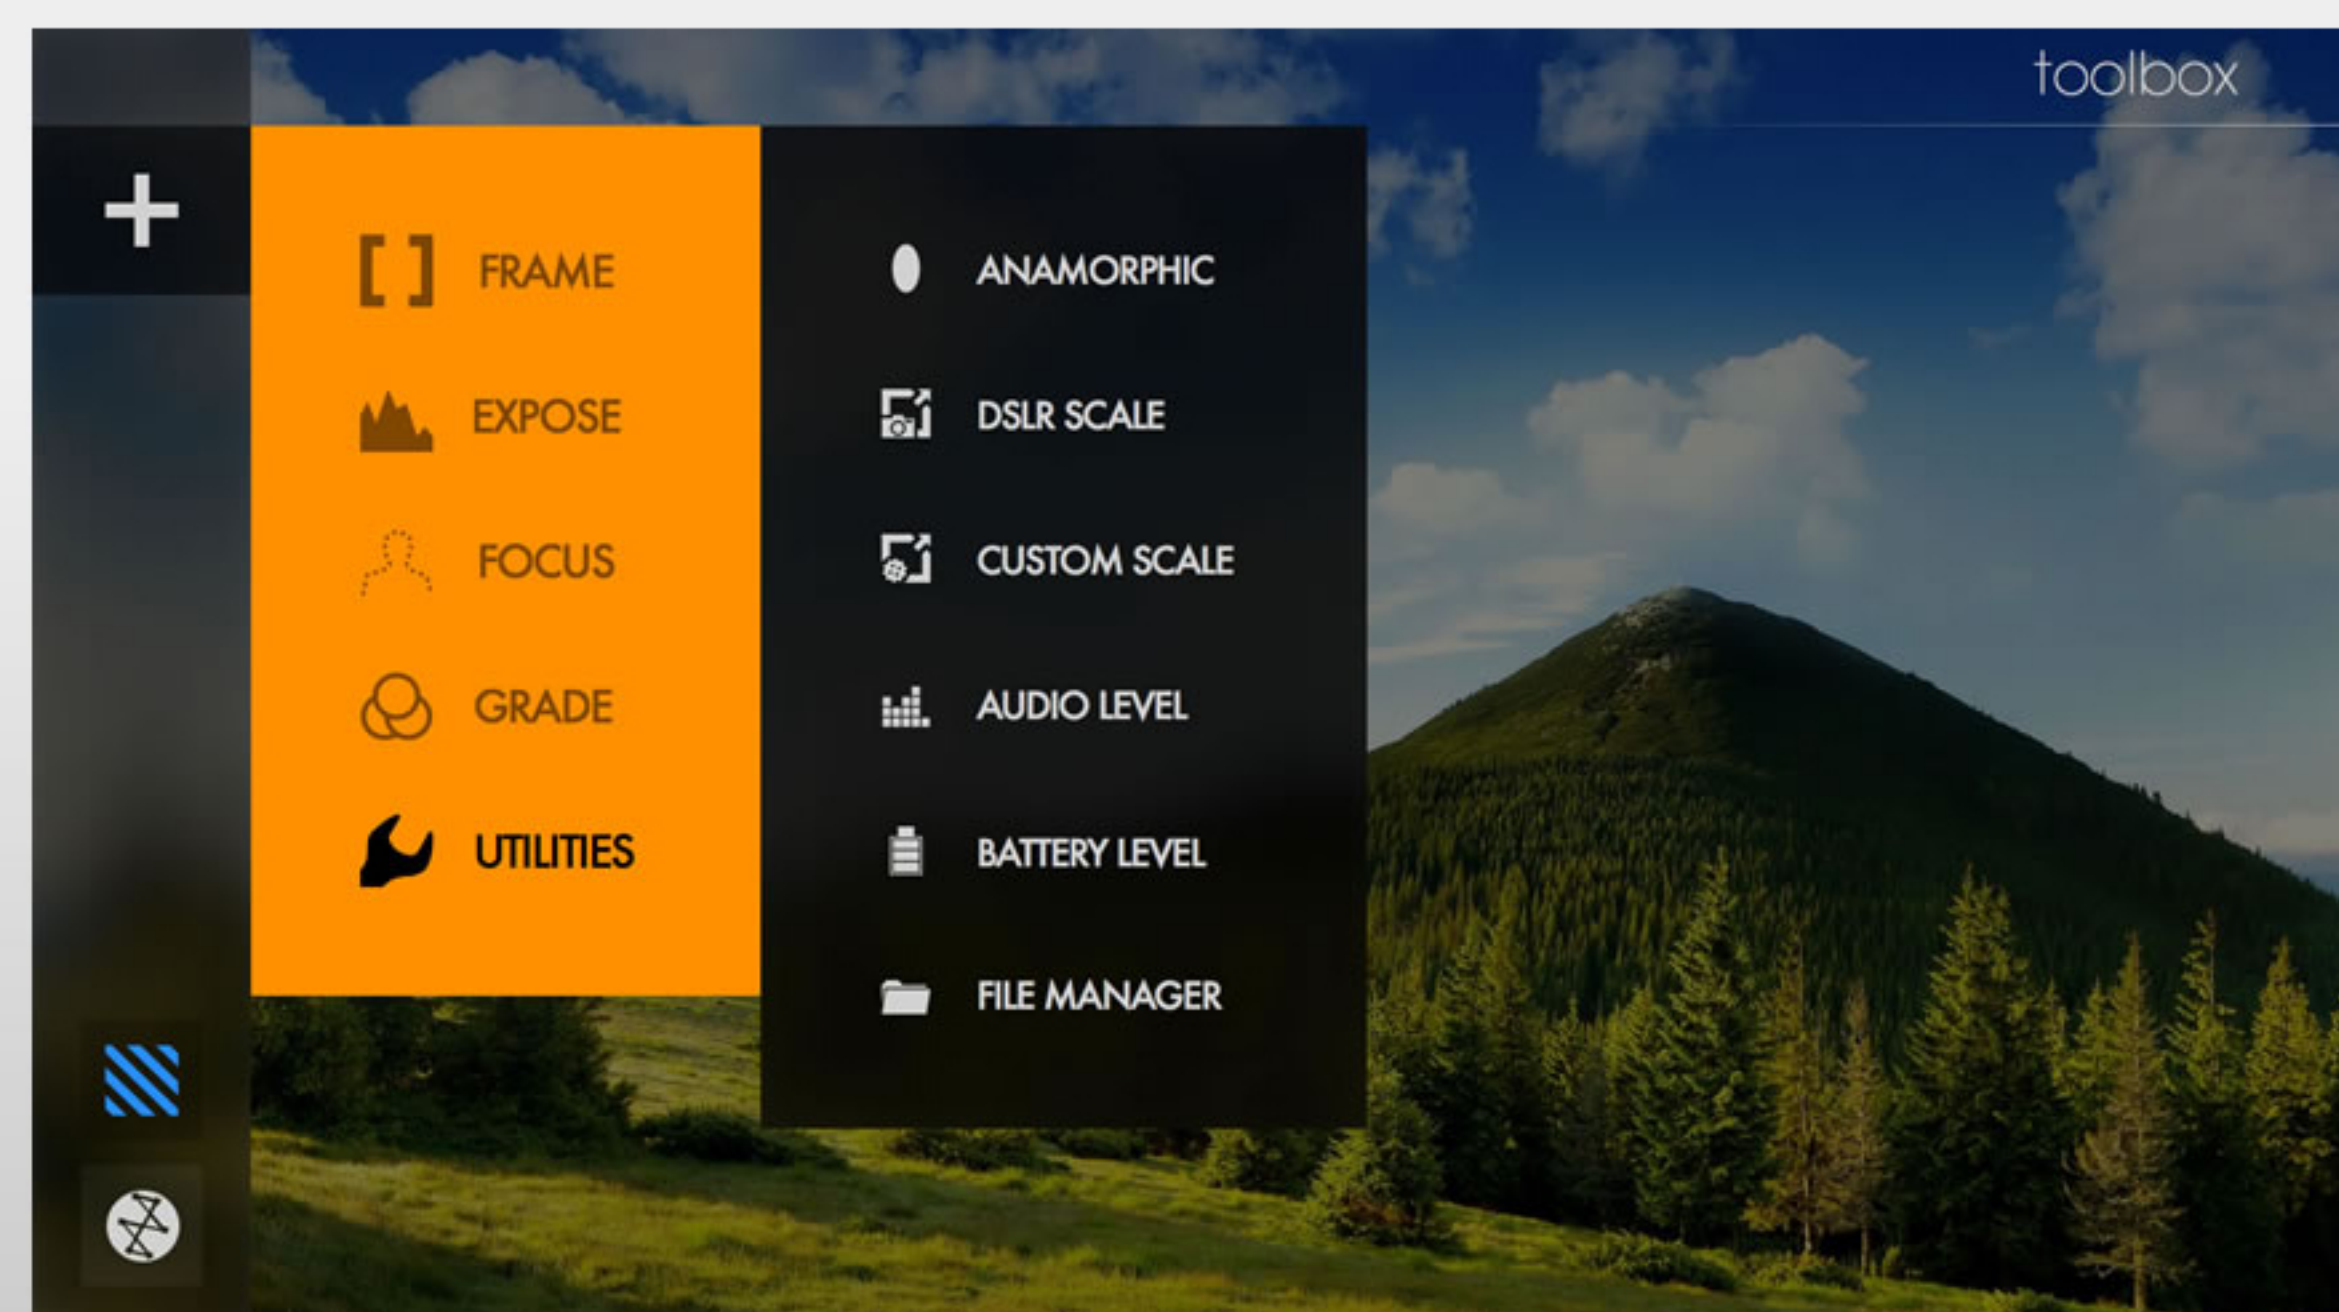 toolbox
FRAME
EXPOSE
FOCUS
GRADE
UTILITIES
ANAMORPHIC
DSLR SCALE
CUSTOM SCALE
AUDIO LEVEL
BATTERY LEVEL
FILE MANAGER